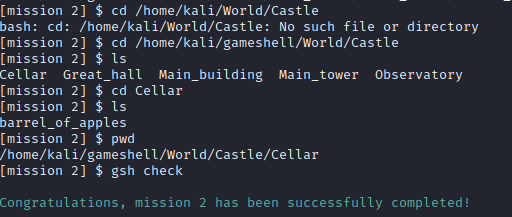 [mission 2] $ cd /home/kali/World/Castle
bash: cd: /home/kali/World/Castle: No such file or directory
[mission 2] $ cd /home/kali/gameshell/World/Castle
[mission 2] $ ls
Cellar  Great_hall  Main_building  Main_tower  Observatory
[mission 2] $ cd Cellar
[mission 2] $ ls
barrel_of_apples
[mission 2] $ pwd
/home/kali/gameshell/World/Castle/Cellar
[mission 2] $ gsh check
Congratulations, mission 2 has been successfully completed!